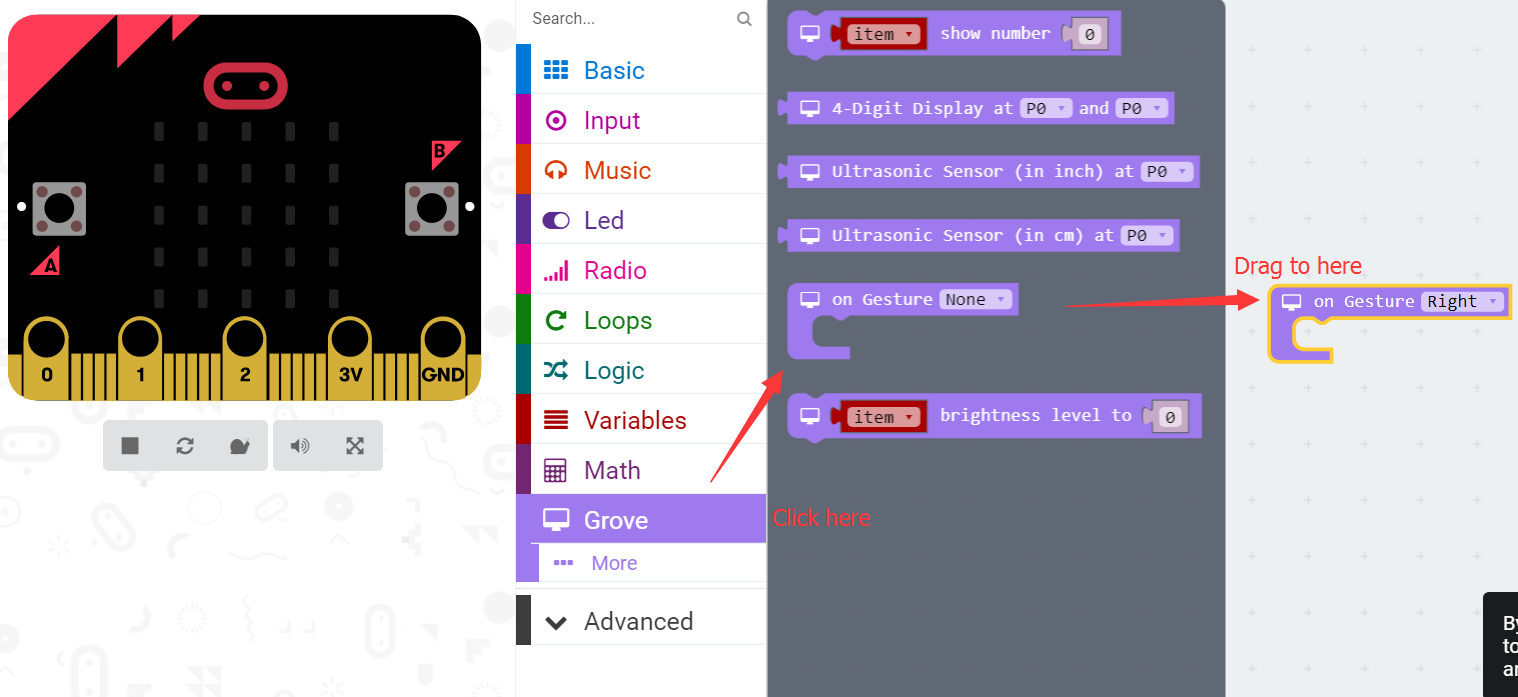 B
A
0
1
2
3V
GND
Search...
Basic
Input
Music
Led
Radio
Loops
Logic
Variables
Math
Grove
More
Advanced
item show number 0
4-Digit Display at P0 and P0
Ultrasonic Sensor (in inch) at P0
Ultrasonic Sensor (in cm) at P0
on Gesture None
item brightness level to 0
Click here
Drag to here
on Gesture Right
By
to